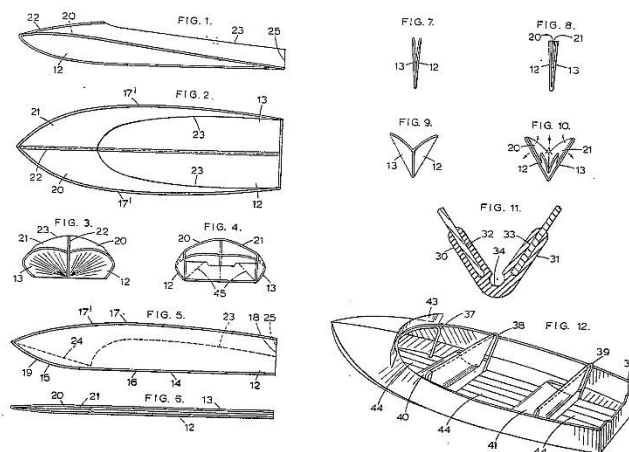 FIG. 1.
22 20 23 25
12
FIG. 2.
17' 13
21 23
22 20 23 12
17'
FIG. 3.
23 22
21 20
13 12
FIG. 4.
20 21
45 13
FIG. 5.
17' 17' 23 18 25
24
19 15 16 14 12
FIG. 6.
20 21 13
12
FIG. 7.
13 12
FIG. 8.
20 21
12 13
FIG. 9.
13 12
FIG. 10.
20 21
12 13
FIG. 11.
32 33
30 34 31
FIG. 12.
43 37 38
39
44 40 44 41 44